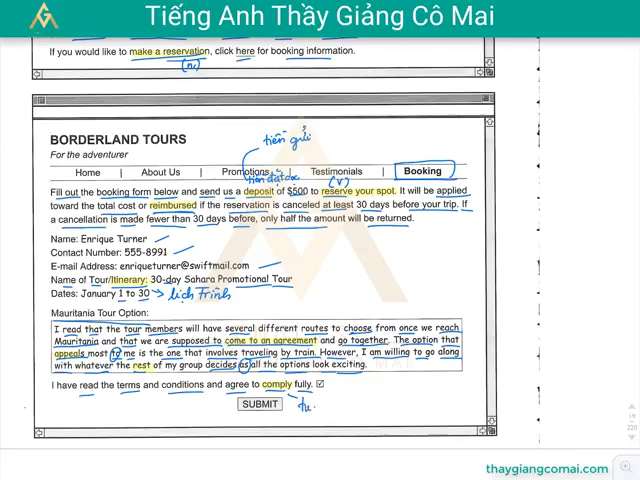 Tiếng Anh Thầy Giảng Cô Mai
If you would like to make a reservation, click here for booking information.
(n)
BORDERLAND TOURS
tiền gửi
For the adventurer
Home | About Us | Promotions | Testimonials | Booking
tiền đặt cọc
(v)
Fill out the booking form below and send us a deposit of $500 to reserve your spot. It will be applied
toward the total cost or reimbursed if the reservation is canceled at least 30 days before your trip. If
a cancellation is made fewer than 30 days before, only half the amount will be returned.
Name: Enrique Turner
Contact Number: 555-8991
E-mail Address: enriqueturner@swiftmail.com
Name of Tour/Itinerary: 30-day Sahara Promotional Tour
Dates: January 1 to 30 → lịch trình
Mauritania Tour Option:
I read that the tour members will have several different routes to choose from once we reach
Mauritania and that we are supposed to come to an agreement and go together. The option that
appeals most to me is the one that involves traveling by train. However, I am willing to go along
with whatever the rest of my group decides as all the options look exciting.
I have read the terms and conditions and agree to comply fully. ☑
SUBMIT
tu.
19
220
thaygiangcomai.com